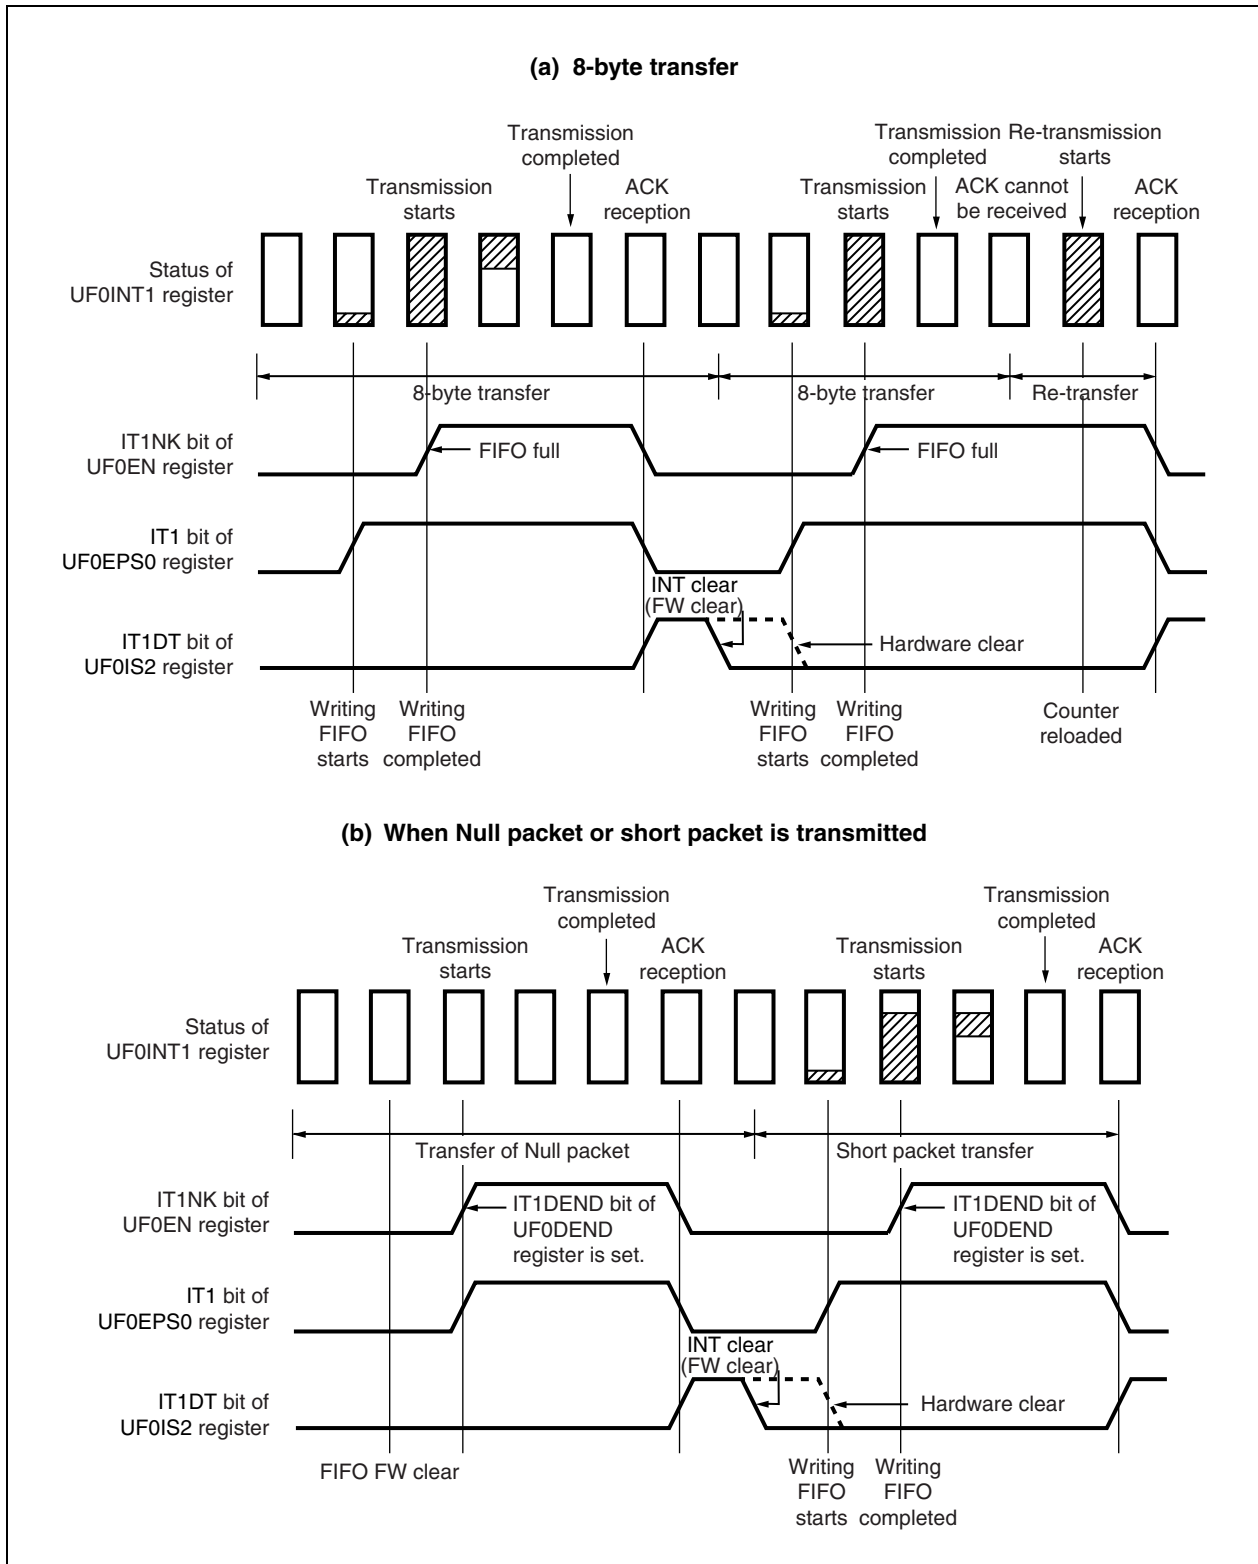 (a) 8-byte transfer
Transmission
completed
Transmission
completed
Re-transmission
starts
Transmission
starts
ACK
reception
Transmission
starts
ACK cannot
be received
ACK
reception
Status of
UF0INT1 register
8-byte transfer
8-byte transfer
Re-transfer
IT1NK bit of
UF0EN register
FIFO full
FIFO full
IT1 bit of
UF0EPS0 register
INT clear
(FW clear)
IT1DT bit of
UF0IS2 register
Hardware clear
Writing
FIFO
starts
Writing
FIFO
completed
Writing
FIFO
starts
Writing
FIFO
completed
Counter
reloaded
(b) When Null packet or short packet is transmitted
Transmission
completed
Transmission
completed
Transmission
starts
ACK
reception
Transmission
starts
ACK
reception
Status of
UF0INT1 register
Transfer of Null packet
Short packet transfer
IT1NK bit of
UF0EN register
IT1DEND bit of
UF0DEND
register is set.
IT1DEND bit of
UF0DEND
register is set.
IT1 bit of
UF0EPS0 register
INT clear
(FW clear)
IT1DT bit of
UF0IS2 register
Hardware clear
FIFO FW clear
Writing
FIFO
starts
Writing
FIFO
completed